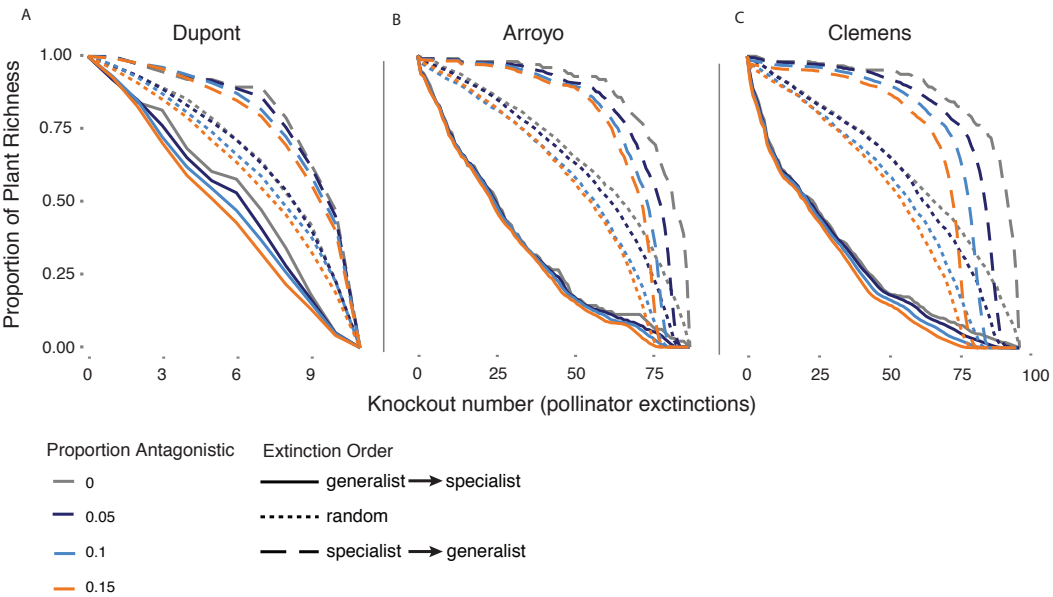 A
B
C
Dupont
Arroyo
Clemens
Proportion of Plant Richness
1.00
0.75
0.50
0.25
0.00
0 3 6 9
0 25 50 75
0 25 50 75 100
Knockout number (pollinator exctinctions)
Proportion Antagonistic
0
0.05
0.1
0.15
Extinction Order
generalist → specialist
random
specialist → generalist